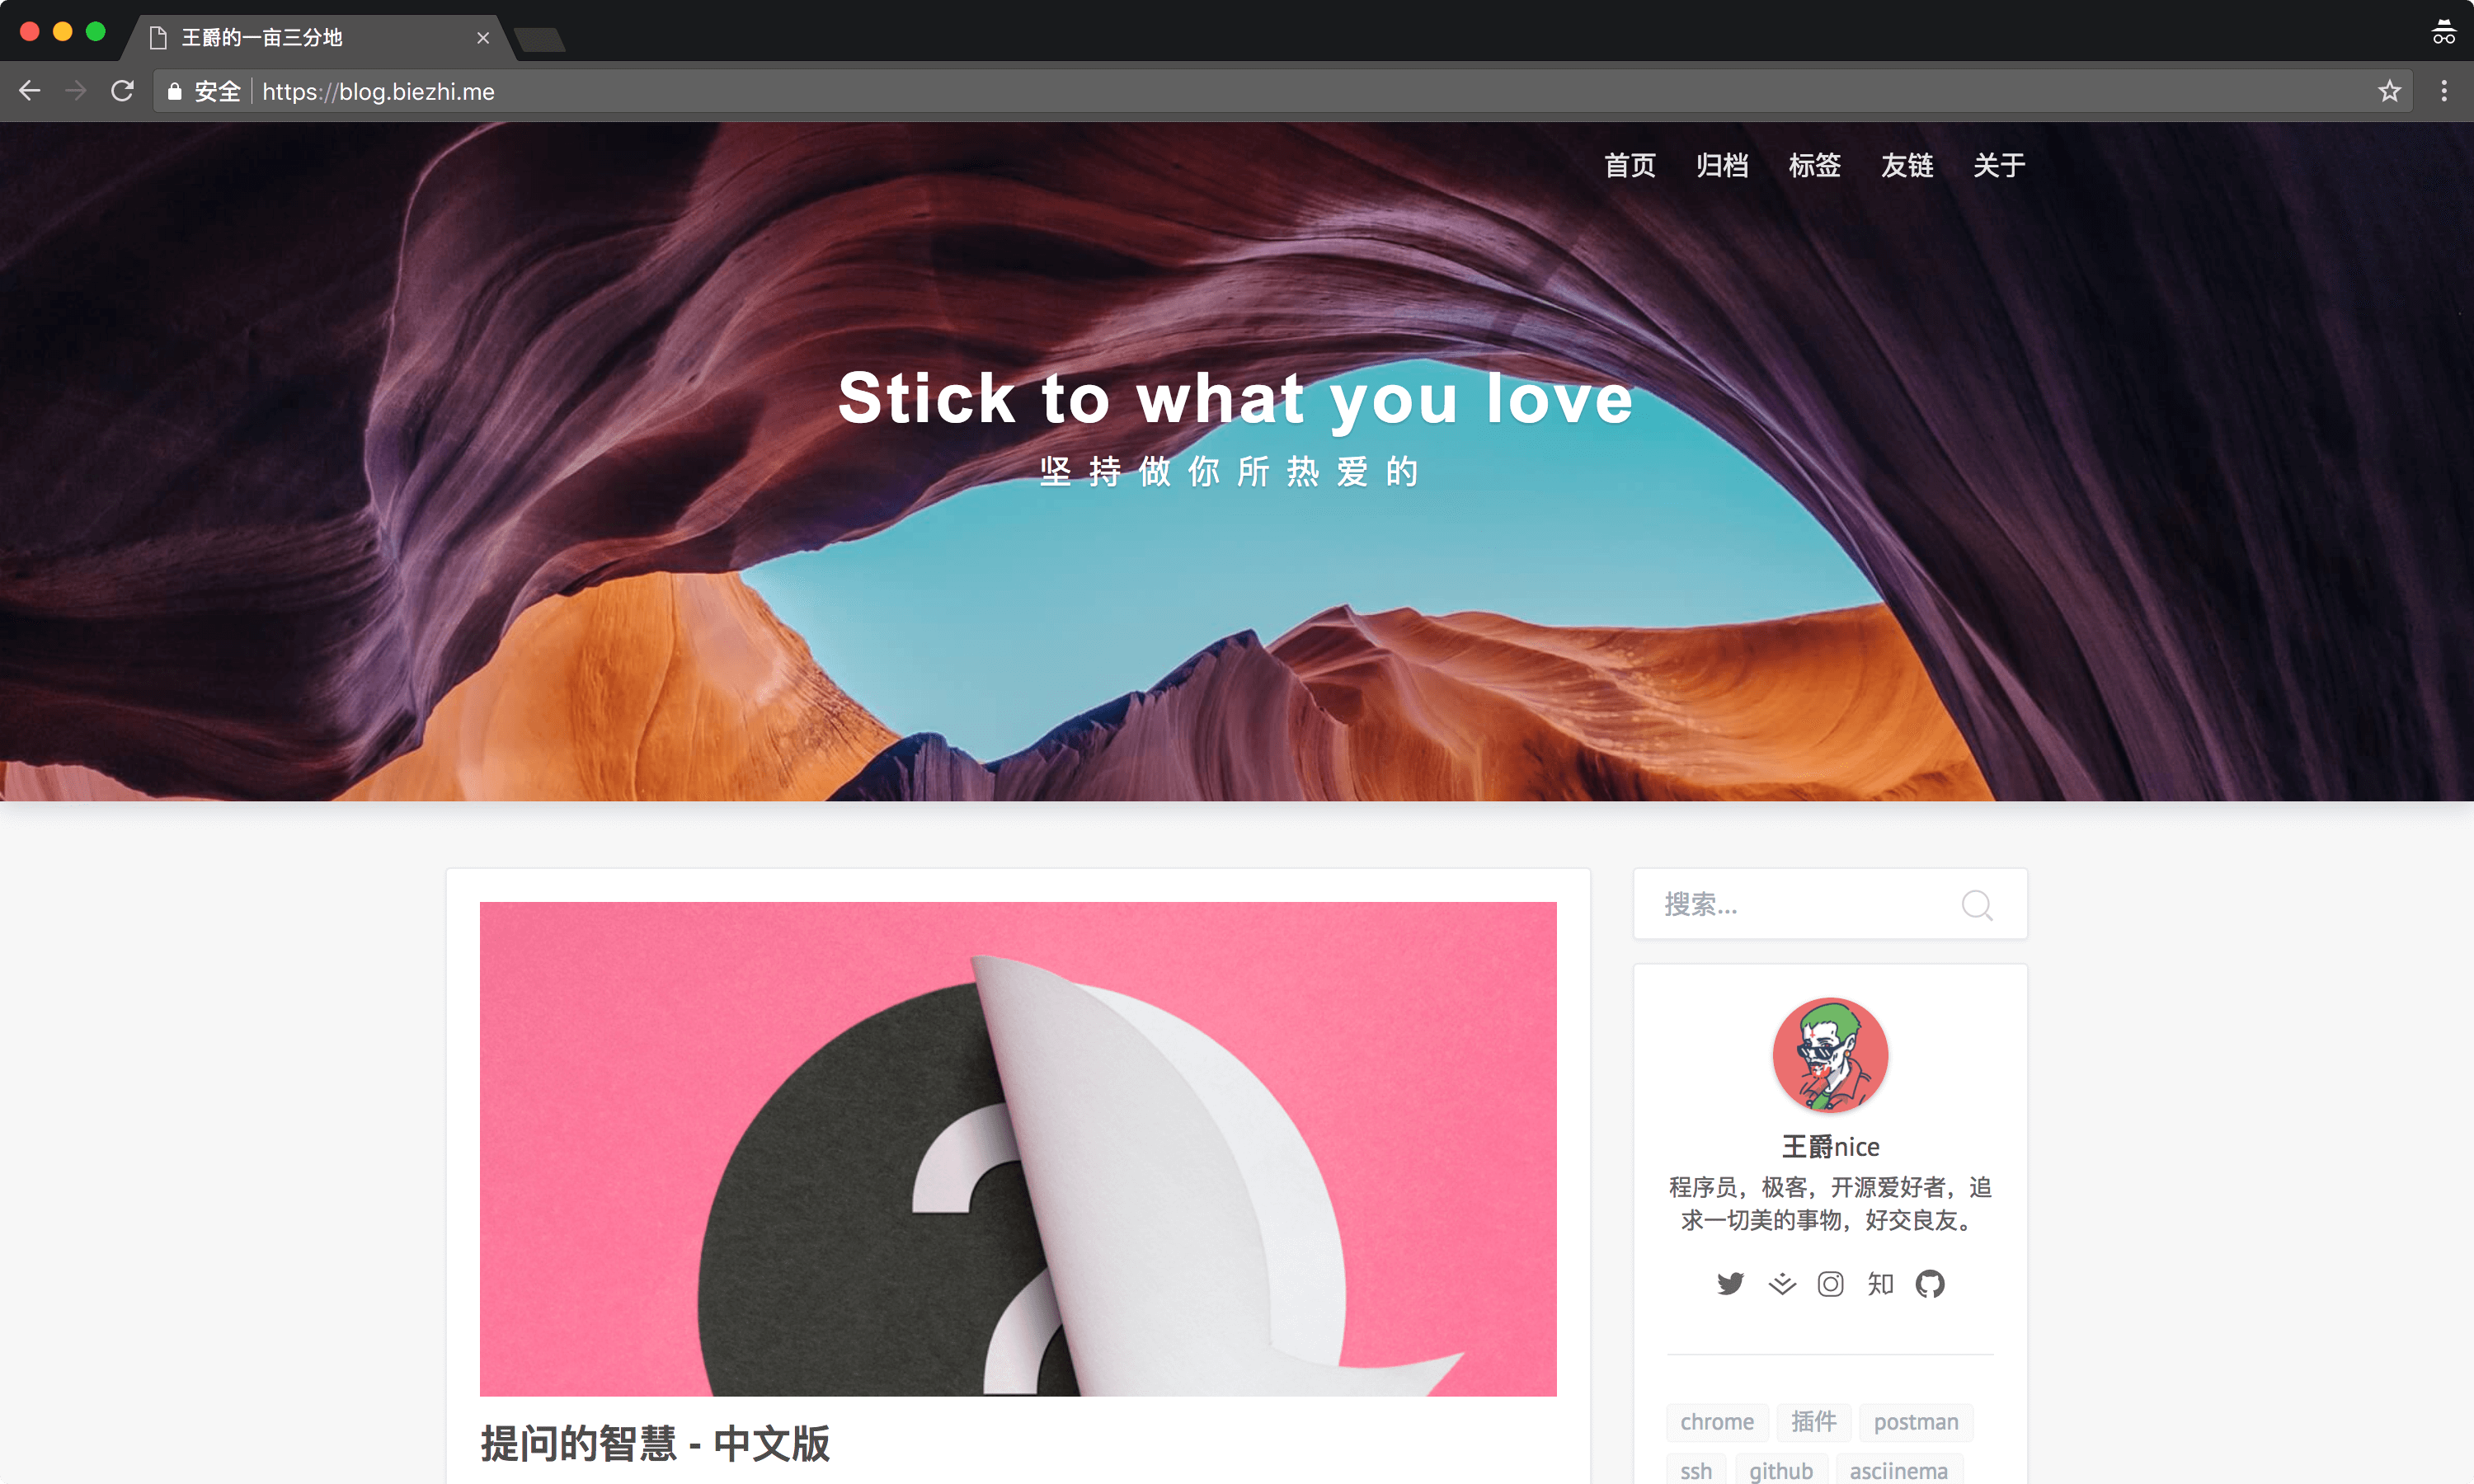 王爵的一亩三分地
安全 https://blog.biezhi.me
首页 归档 标签 友链 关于
Stick to what you love
坚持做你所热爱的
搜索...
?
王爵nice
程序员，极客，开源爱好者，追
求一切美的事物，好交良友。
知
提问的智慧 - 中文版
chrome 插件 postman
ssh github asciinema